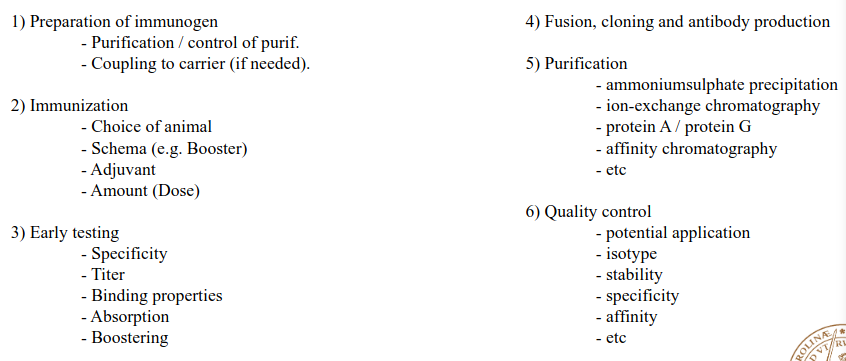 1) Preparation of immunogen
- Purification / control of purif.
- Coupling to carrier (if needed).
2) Immunization
- Choice of animal
- Schema (e.g. Booster)
- Adjuvant
- Amount (Dose)
3) Early testing
- Specificity
- Titer
- Binding properties
- Absorption
- Boostering
4) Fusion, cloning and antibody production
5) Purification
- ammoniumsulphate precipitation
- ion-exchange chromatography
- protein A / protein G
- affinity chromatography
- etc
6) Quality control
- potential application
- isotype
- stability
- specificity
- affinity
- etc